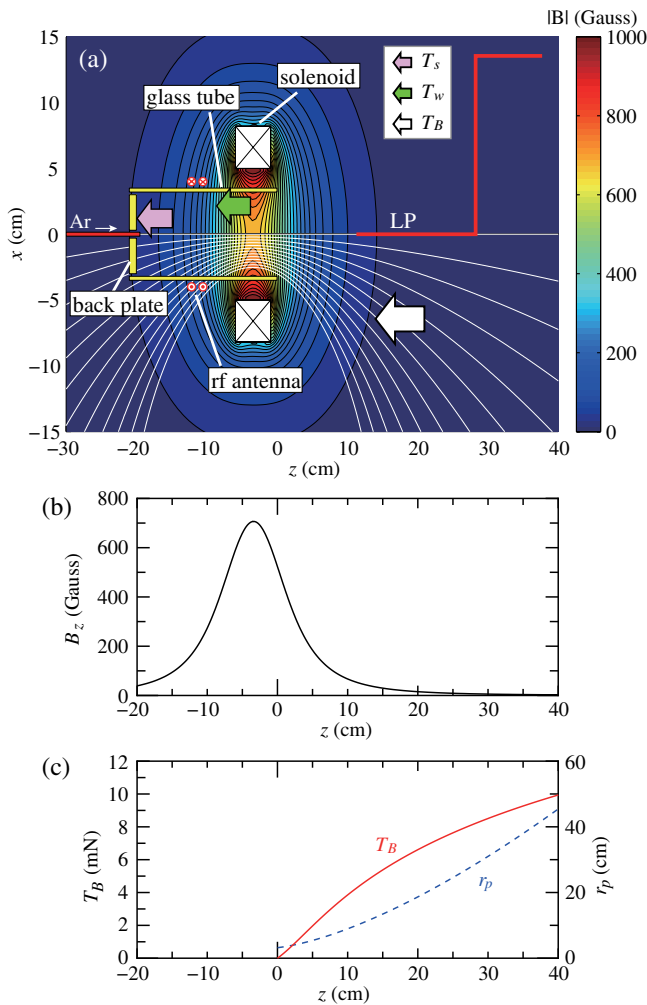 |B| (Gauss)
(a)
solenoid
glass tube
T_s
T_w
T_B
Ar
LP
back plate
rf antenna
x (cm)
15
10
5
0
−5
−10
−15
−30 −20 −10 0 10 20 30 40
z (cm)
1000
800
600
400
200
0
(b)
B_z (Gauss)
800
600
400
200
0
−20 −10 0 10 20 30 40
z (cm)
(c)
T_B (mN)
12
10
8
6
4
2
0
T_B
r_p
60
40
20
0
r_p (cm)
−20 −10 0 10 20 30 40
z (cm)